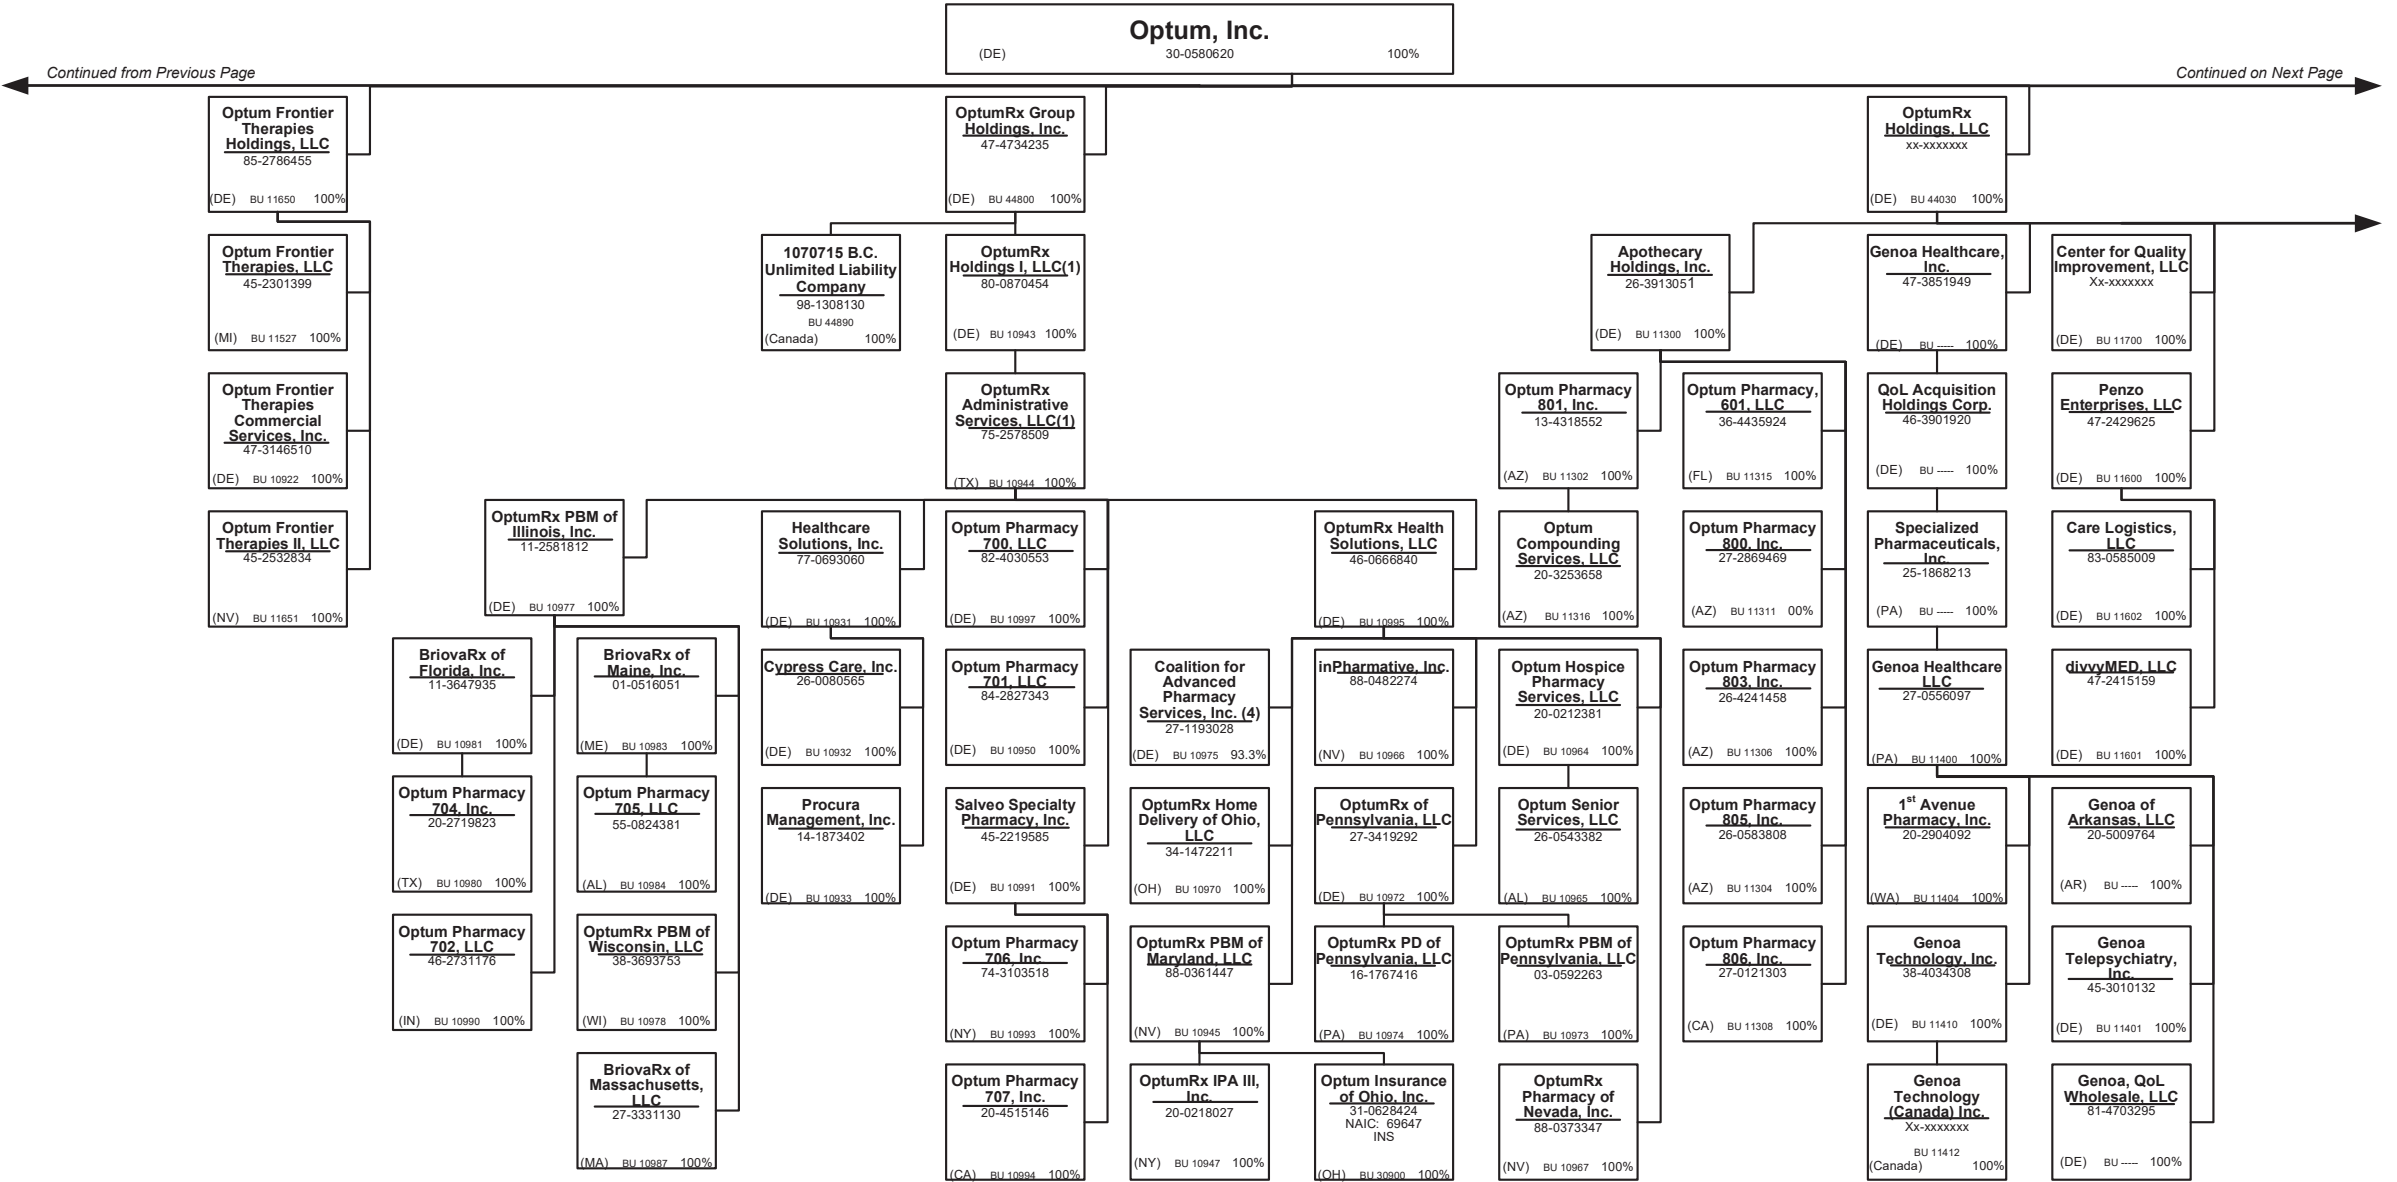 Optum, Inc.
(DE) 30-0580620 100%
Continued from Previous Page
Continued on Next Page
Optum Frontier
Therapies
Holdings, LLC
85-2786455
(DE) BU 11650 100%
OptumRx Group
Holdings, Inc.
47-4734235
(DE) BU 44800 100%
OptumRx
Holdings, LLC
xx-xxxxxxx
(DE) BU 44030 100%
Optum Frontier
Therapies, LLC
45-2301399
(MI) BU 11527 100%
1070715 B.C.
Unlimited Liability
Company
98-1308130
BU 44890
(Canada) 100%
OptumRx
Holdings I, LLC(1)
80-0870454
(DE) BU 10943 100%
Apothecary
Holdings, Inc.
26-3913051
(DE) BU 11300 100%
Genoa Healthcare,
Inc.
47-3851949
(DE) BU ----- 100%
Center for Quality
Improvement, LLC
Xx-xxxxxxx
(DE) BU 11700 100%
Optum Frontier
Therapies
Commercial
Services, Inc.
47-3146510
(DE) BU 10922 100%
OptumRx
Administrative
Services, LLC(1)
75-2578509
(TX) BU 10944 100%
Optum Pharmacy
801, Inc.
13-4318552
(AZ) BU 11302 100%
Optum Pharmacy,
601, LLC
36-4435924
(FL) BU 11315 100%
QoL Acquisition
Holdings Corp.
46-3901920
(DE) BU ----- 100%
Penzo
Enterprises, LLC
47-2429625
(DE) BU 11600 100%
Optum Frontier
Therapies II, LLC
45-2532834
(NV) BU 11651 100%
OptumRx PBM of
Illinois, Inc.
11-2581812
(DE) BU 10977 100%
Healthcare
Solutions, Inc.
77-0693060
(DE) BU 10931 100%
Optum Pharmacy
700, LLC
82-4030553
(DE) BU 10997 100%
OptumRx Health
Solutions, LLC
46-0666840
(DE) BU 10995 100%
Optum
Compounding
Services, LLC
20-3253658
(AZ) BU 11316 100%
Optum Pharmacy
800, Inc.
27-2869469
(AZ) BU 11311 00%
Specialized
Pharmaceuticals,
Inc.
25-1868213
(PA) BU ----- 100%
Care Logistics,
LLC
83-0585009
(DE) BU 11602 100%
BriovaRx of
Florida, Inc.
11-3647935
(DE) BU 10981 100%
BriovaRx of
Maine, Inc.
01-0516051
(ME) BU 10983 100%
Cypress Care, Inc.
26-0080565
(DE) BU 10932 100%
Optum Pharmacy
701, LLC
84-2827343
(DE) BU 10950 100%
Coalition for
Advanced
Pharmacy
Services, Inc. (4)
27-1193028
(DE) BU 10975 93.3%
inPharmative, Inc.
88-0482274
(NV) BU 10966 100%
Optum Hospice
Pharmacy
Services, LLC
20-0212381
(DE) BU 10964 100%
Optum Pharmacy
803, Inc.
26-4241458
(AZ) BU 11306 100%
Genoa Healthcare
LLC
27-0556097
(PA) BU 11400 100%
divvyMED, LLC
47-2415159
(DE) BU 11601 100%
Optum Pharmacy
704, Inc.
20-2719823
(TX) BU 10980 100%
Optum Pharmacy
705, LLC
55-0824381
(AL) BU 10984 100%
Procura
Management, Inc.
14-1873402
(DE) BU 10933 100%
Salveo Specialty
Pharmacy, Inc.
45-2219585
(DE) BU 10991 100%
OptumRx Home
Delivery of Ohio,
LLC
34-1472211
(OH) BU 10970 100%
OptumRx of
Pennsylvania, LLC
27-3419292
(DE) BU 10972 100%
Optum Senior
Services, LLC
26-0543382
(AL) BU 10965 100%
Optum Pharmacy
805, Inc.
26-0583808
(AZ) BU 11304 100%
1st Avenue
Pharmacy, Inc.
20-2904092
(WA) BU 11404 100%
Genoa of
Arkansas, LLC
20-5009764
(AR) BU ----- 100%
Optum Pharmacy
702, LLC
46-2731176
(IN) BU 10990 100%
OptumRx PBM of
Wisconsin, LLC
38-3693753
(WI) BU 10978 100%
Optum Pharmacy
706, Inc.
74-3103518
(NY) BU 10993 100%
OptumRx PBM of
Maryland, LLC
88-0361447
(NV) BU 10945 100%
OptumRx PD of
Pennsylvania, LLC
16-1767416
(PA) BU 10974 100%
OptumRx PBM of
Pennsylvania, LLC
03-0592263
(PA) BU 10973 100%
Optum Pharmacy
806, Inc.
27-0121303
(CA) BU 11308 100%
Genoa
Technology, Inc.
38-4034308
(DE) BU 11410 100%
Genoa
Telepsychiatry,
Inc.
45-3010132
(DE) BU 11401 100%
BriovaRx of
Massachusetts,
LLC
27-3331130
(MA) BU 10987 100%
Optum Pharmacy
707, Inc.
20-4515146
(CA) BU 10994 100%
OptumRx IPA III,
Inc.
20-0218027
(NY) BU 10947 100%
Optum Insurance
of Ohio, Inc.
31-0628424
NAIC: 69647
INS
(OH) BU 30900 100%
OptumRx
Pharmacy of
Nevada, Inc.
88-0373347
(NV) BU 10967 100%
Genoa
Technology
(Canada) Inc.
Xx-xxxxxxx
BU 11412
(Canada) 100%
Genoa, QoL
Wholesale, LLC
81-4703295
(DE) BU ----- 100%